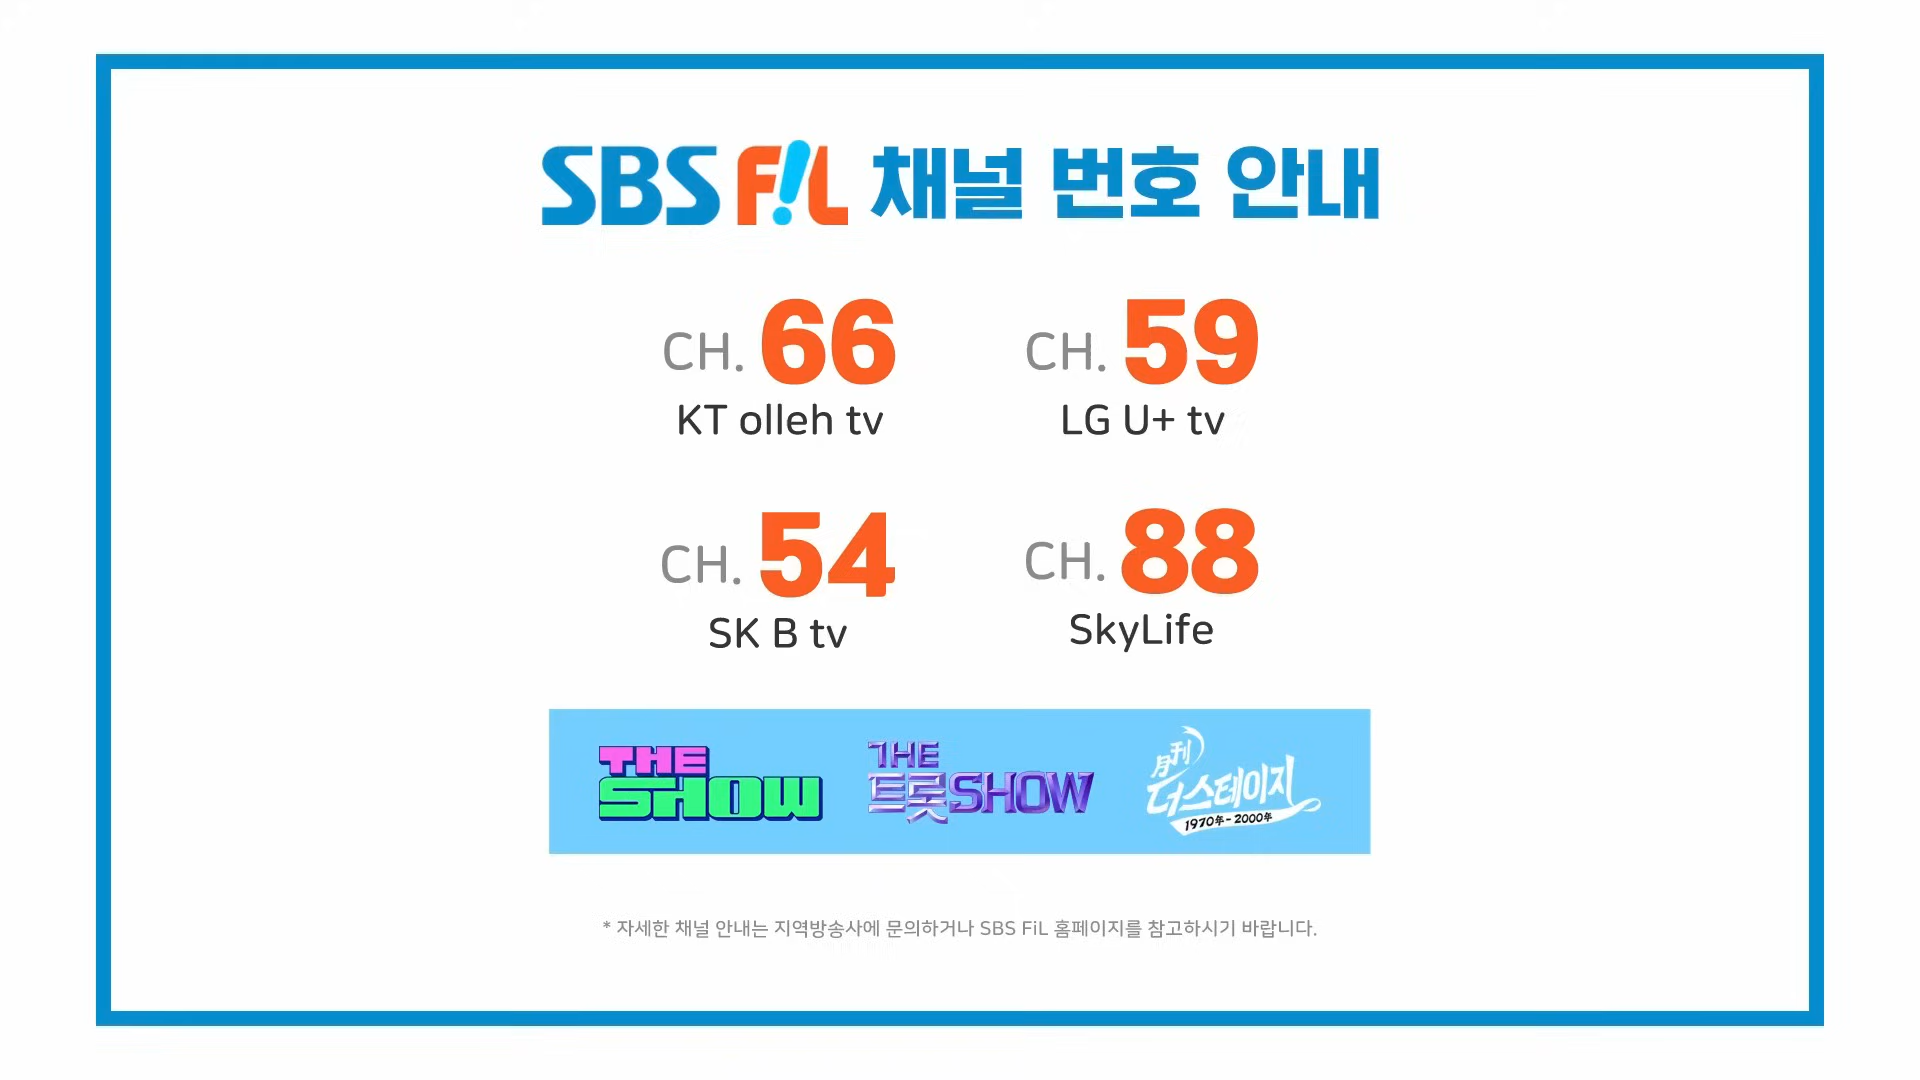 SBS FiL 채널 번호 안내
CH. 66
KT olleh tv
CH. 59
LG U+ tv
CH. 54
SK B tv
CH. 88
SkyLife
THE
SHOW
THE
트롯SHOW
月刊
더스테이지
1970年-2000年
* 자세한 채널 안내는 지역방송사에 문의하거나 SBS FiL 홈페이지를 참고하시기 바랍니다.